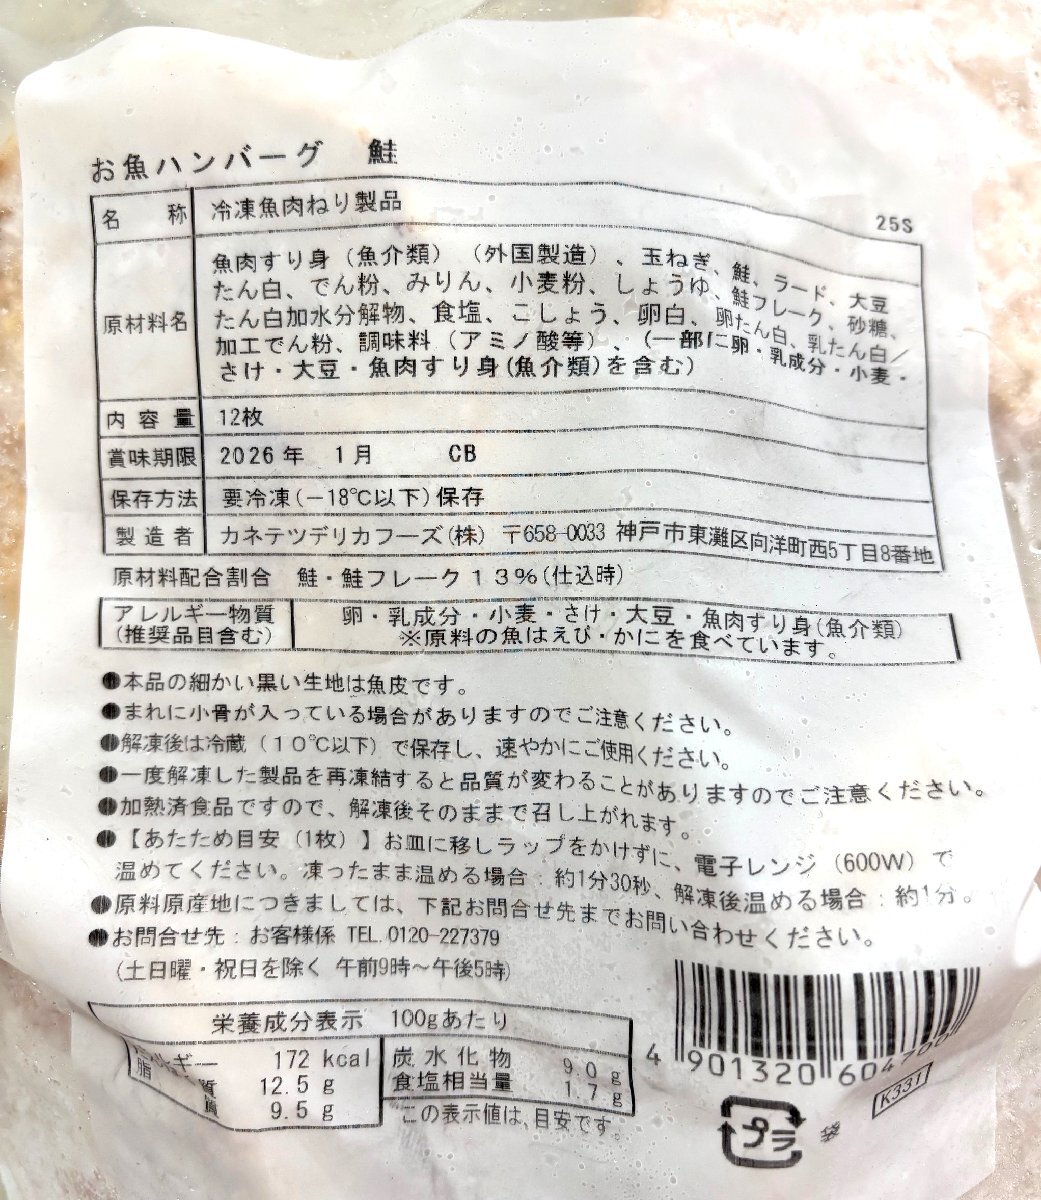 お魚ハンバーグ 鮭
25S
名称 冷凍魚肉ねり製品
原材料名 魚肉すり身（魚介類）（外国製造）、玉ねぎ、鮭、ラード、大豆
たん白、でん粉、みりん、小麦粉、しょうゆ、鮭フレーク、砂糖、
たん白加水分解物、食塩、こしょう、卵白、卵たん白、乳たん白／
加工でん粉、調味料（アミノ酸等）、（一部に卵・乳成分・小麦・
さけ・大豆・魚肉すり身(魚介類)を含む）
内容量 12枚
賞味期限 2026年 1月 CB
保存方法 要冷凍(－18℃以下)保存
製造者 カネテツデリカフーズ(株) 〒658-0033 神戸市東灘区向洋町西5丁目8番地
原材料配合割合 鮭・鮭フレーク１３％(仕込時)
アレルギー物質
(推奨品目含む)
卵・乳成分・小麦・さけ・大豆・魚肉すり身(魚介類)
※原料の魚はえび・かにを食べています。
●本品の細かい黒い生地は魚皮です。
●まれに小骨が入っている場合がありますのでご注意ください。
●解凍後は冷蔵（１０℃以下）で保存し、速やかにご使用ください。
●一度解凍した製品を再凍結すると品質が変わることがありますのでご注意ください。
●加熱済食品ですので、解凍後そのままで召し上がれます。
●【あたため目安（1枚）】お皿に移しラップをかけずに、電子レンジ（600W）で
温めてください。凍ったまま温める場合：約1分30秒、解凍後温める場合：約1分。
●原料原産地につきましては、下記お問合せ先までお問い合わせください。
●お問合せ先：お客様係 TEL.0120-227379
(土日曜・祝日を除く 午前9時～午後5時)
栄養成分表示 100gあたり
ギー 172 kcal
脂 質 12.5 g
9.5 g
炭水化物 9.0 g
食塩相当量 1.7 g
この表示値は、目安です。
4 901320 604700
K331
プラ
袋